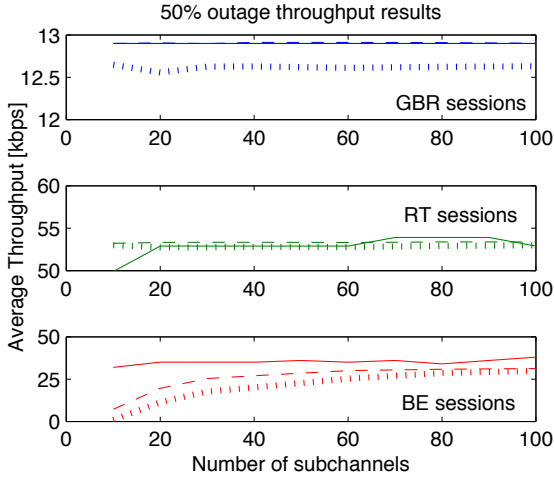 50% outage throughput results
Average Throughput [kbps]
13
12.5
12
0 20 40 60 80 100
GBR sessions
60
55
50
0 20 40 60 80 100
RT sessions
50
25
0
0 20 40 60 80 100
BE sessions
Number of subchannels